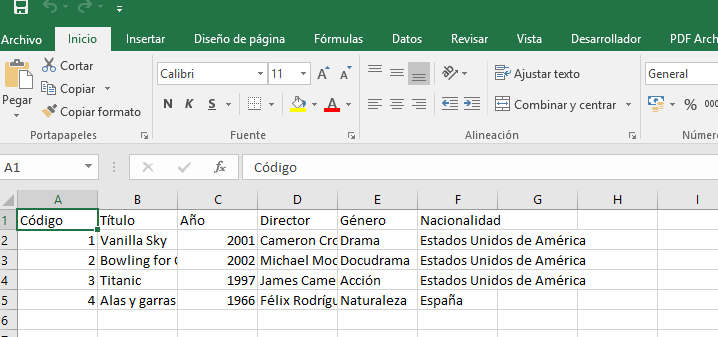 Archivo Inicio Insertar Diseño de página Fórmulas Datos Revisar Vista Desarrollador PDF Arch
Cortar
Copiar
Copiar formato
Pegar
Portapapeles
Calibri 11 A A
N K S A
Fuente
Ajustar texto
Combinar y centrar
Alineación
General
% 000
Númer
A1 fx Código
A B C D E F G H I
1 Código Título Año Director Género Nacionalidad
2 1 Vanilla Sky 2001 Cameron Cro Drama Estados Unidos de América
3 2 Bowling for C 2002 Michael Moo Docudrama Estados Unidos de América
4 3 Titanic 1997 James Came Acción Estados Unidos de América
5 4 Alas y garras 1966 Félix Rodrígu Naturaleza España
6